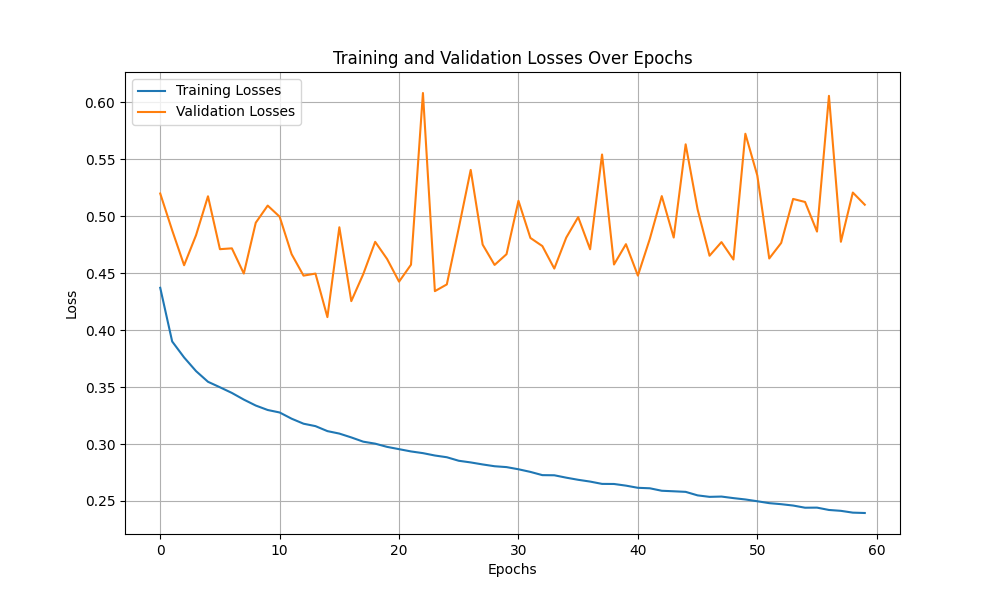 Training and Validation Losses Over Epochs
Training Losses
Validation Losses
0.60
0.55
0.50
0.45
0.40
0.35
0.30
0.25
Loss
0 10 20 30 40 50 60
Epochs